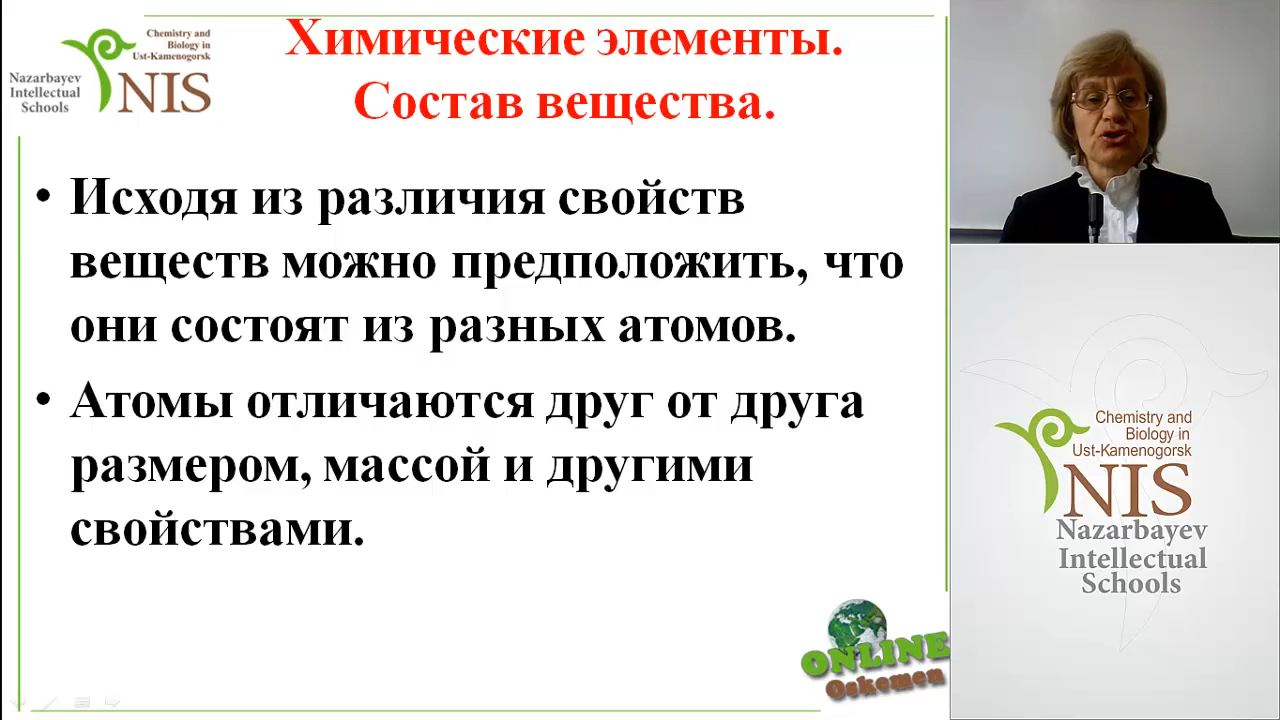 Chemistry and
Biology in
Ust-Kamenogorsk
NIS
Nazarbayev
Intellectual
Schools
Химические элементы.
Состав вещества.
• Исходя из различия свойств
веществ можно предположить, что
они состоят из разных атомов.
• Атомы отличаются друг от друга
размером, массой и другими
свойствами.
ONLINE
Oskemen
Chemistry and
Biology in
Ust-Kamenogorsk
NIS
Nazarbayev
Intellectual
Schools